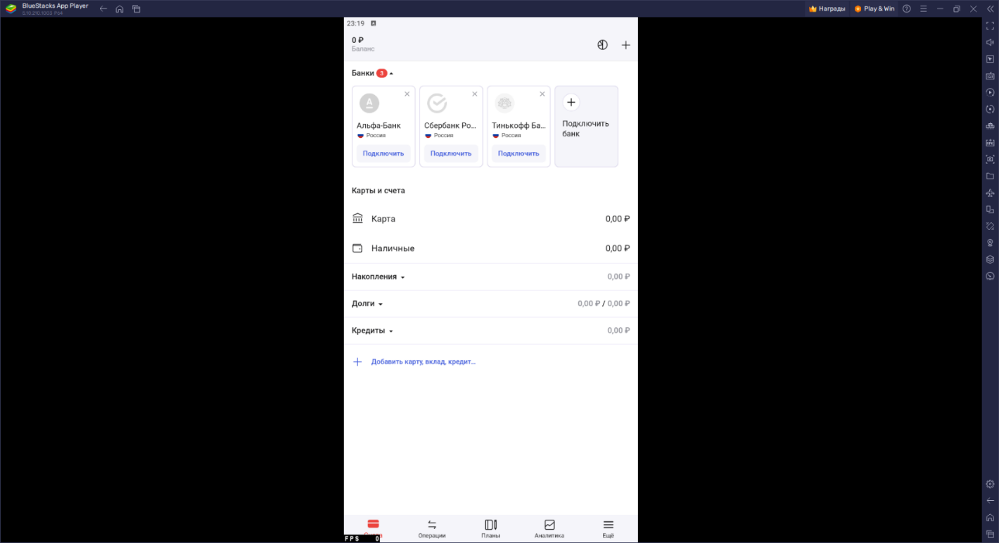 BlueStacks App Player
5.10.210.1003 P64
Награды
Play & Win
23:19
0 ₽
Баланс
Банки 3
Альфа-Банк
Россия
Подключить
Сбербанк Ро...
Россия
Подключить
Тинькофф Ба...
Россия
Подключить
Подключить
банк
Карты и счета
Карта 0,00 ₽
Наличные 0,00 ₽
Накопления 0,00 ₽
Долги 0,00 ₽ / 0,00 ₽
Кредиты 0,00 ₽
Добавить карту, вклад, кредит...
Операции
Планы
Аналитика
Ещё
FPS 0